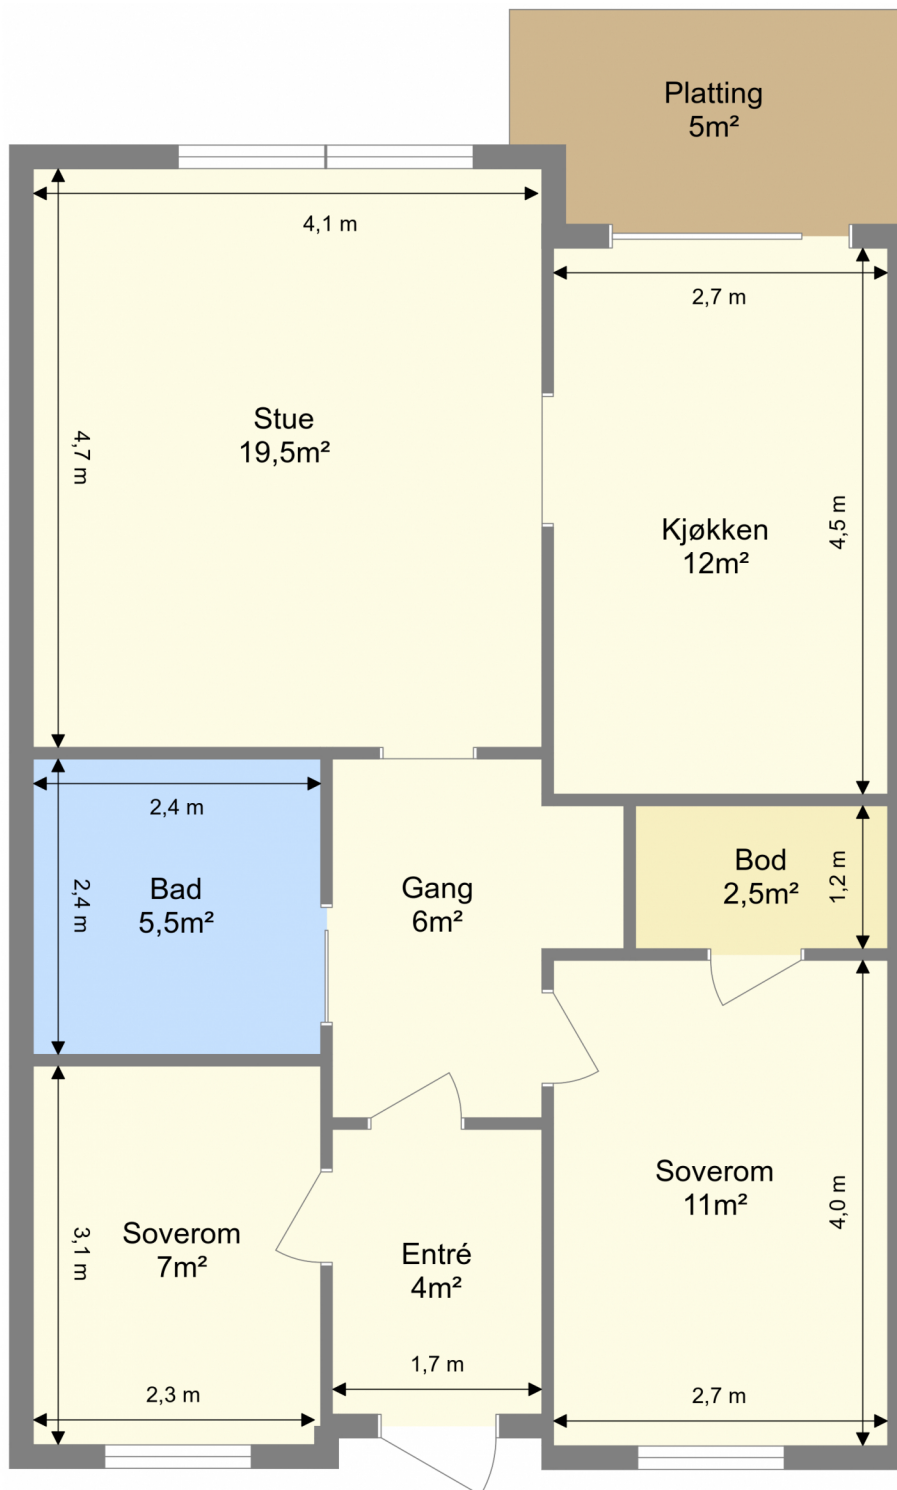 Platting
5m²
4,1 m
2,7 m
Stue
19,5m²
4,7 m
4,5 m
Kjøkken
12m²
2,4 m
2,4 m
Bad
5,5m²
Gang
6m²
Bod
2,5m²
1,2 m
Soverom
11m²
4,0 m
Soverom
7m²
3,1 m
Entré
4m²
1,7 m
2,3 m
2,7 m